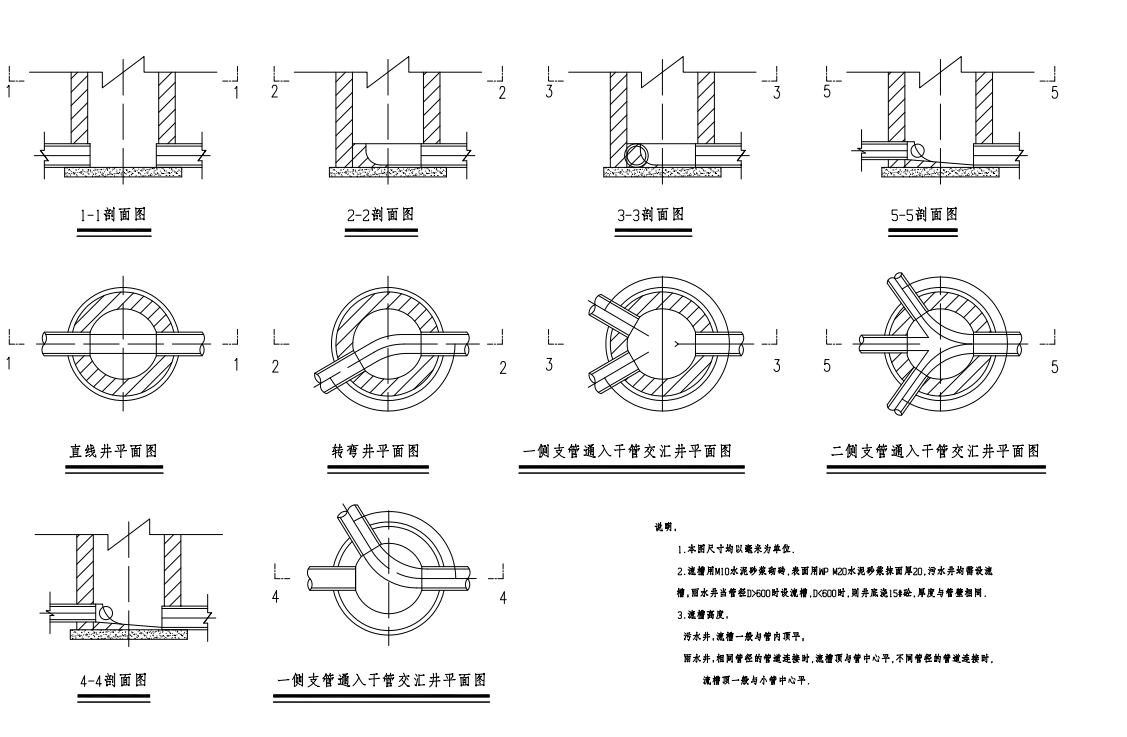 1 1 2 2 3 3 5 5
1-1剖面图 2-2剖面图 3-3剖面图 5-5剖面图
1 1 2 2 3 3 5 5
直线井平面图 转弯井平面图 一侧支管通入干管交汇井平面图 二侧支管通入干管交汇井平面图
说明:
1.本图尺寸均以毫米为单位.
4 4
2.流槽用M10水泥砂浆砌砖,表面用WP M20水泥砂浆抹面厚20,污水井均需设流
槽,雨水井当管径D>600时设流槽,D<600时,则井底浇15#砼,厚度与管壁相同.
3.流槽高度:
污水井:流槽一般与管内顶平;
雨水井:相同管径的管道连接时,流槽顶与管中心平,不同管径的管道连接时,
流槽顶一般与小管中心平.
4-4剖面图 一侧支管通入干管交汇井平面图